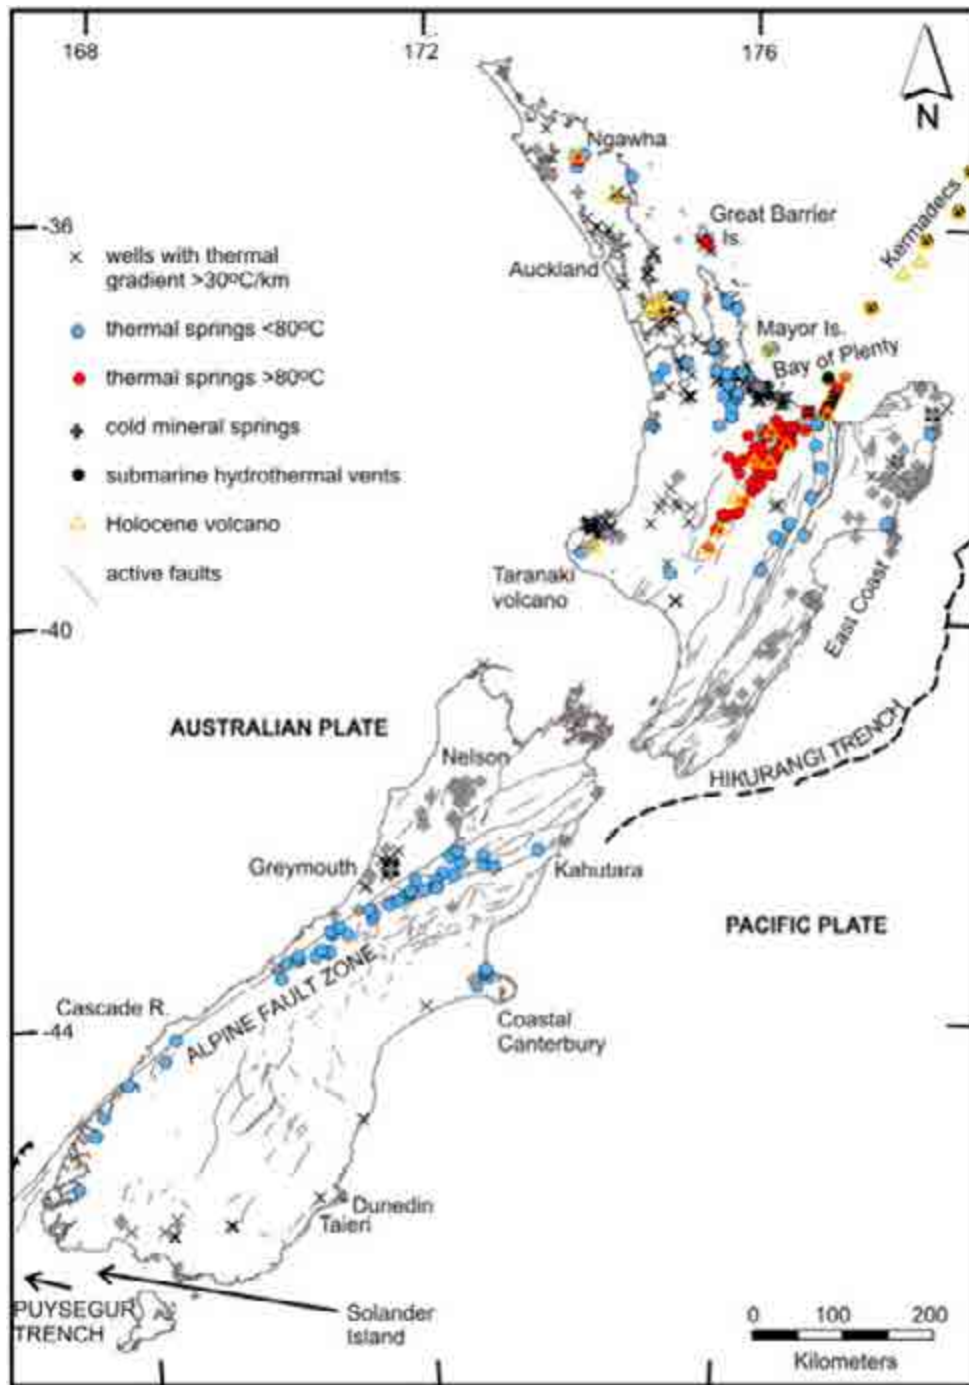 168
172
176
N
Ngawha
-36
Great Barrier
Is.
Kermadecs
Auckland
wells with thermal
gradient >30ºC/km
thermal springs <80ºC
thermal springs >80ºC
cold mineral springs
submarine hydrothermal vents
Holocene volcano
active faults
Mayor Is.
Bay of Plenty
Taranaki
volcano
East Coast
-40
AUSTRALIAN PLATE
Nelson
HIKURANGI TRENCH
Greymouth
Kahutara
PACIFIC PLATE
Cascade R.
ALPINE FAULT ZONE
-44
Coastal
Canterbury
Dunedin
Taieri
PUYSEGUR
TRENCH
Solander
Island
0 100 200
Kilometers